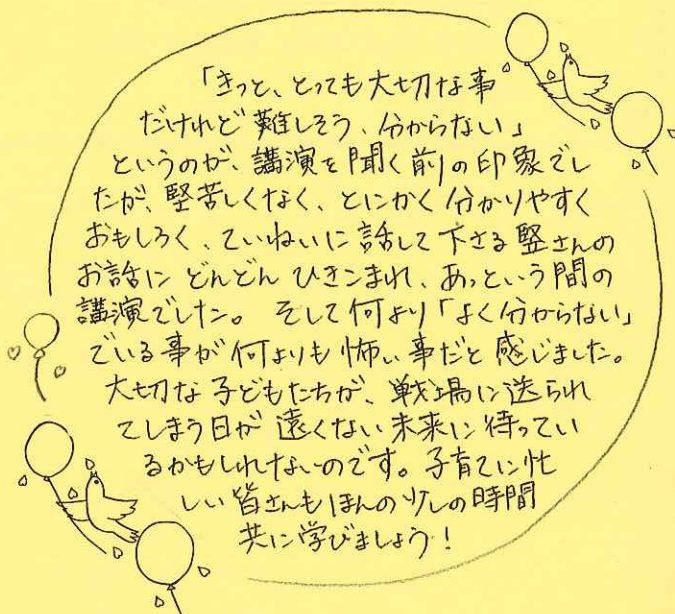 「きっと、とっても大切な事
だけれど難しそう、分からない」
というのが、講演を聞く前の印象でし
たが、堅苦しくなく、とにかく分かりやすく
おもしろく、ていねいに話して下さる竪さんの
お話にどんどんひきこまれ、あっという間の
講演でした。そして何より「よく分からない」
でいる事が何よりも怖い事だと感じました。
大切な子どもたちが、戦場に送られ
てしまう日が遠くない未来に待ってい
るかもしれないのです。子育てに忙
しい皆さんもほんの少しの時間
共に学びましょう!